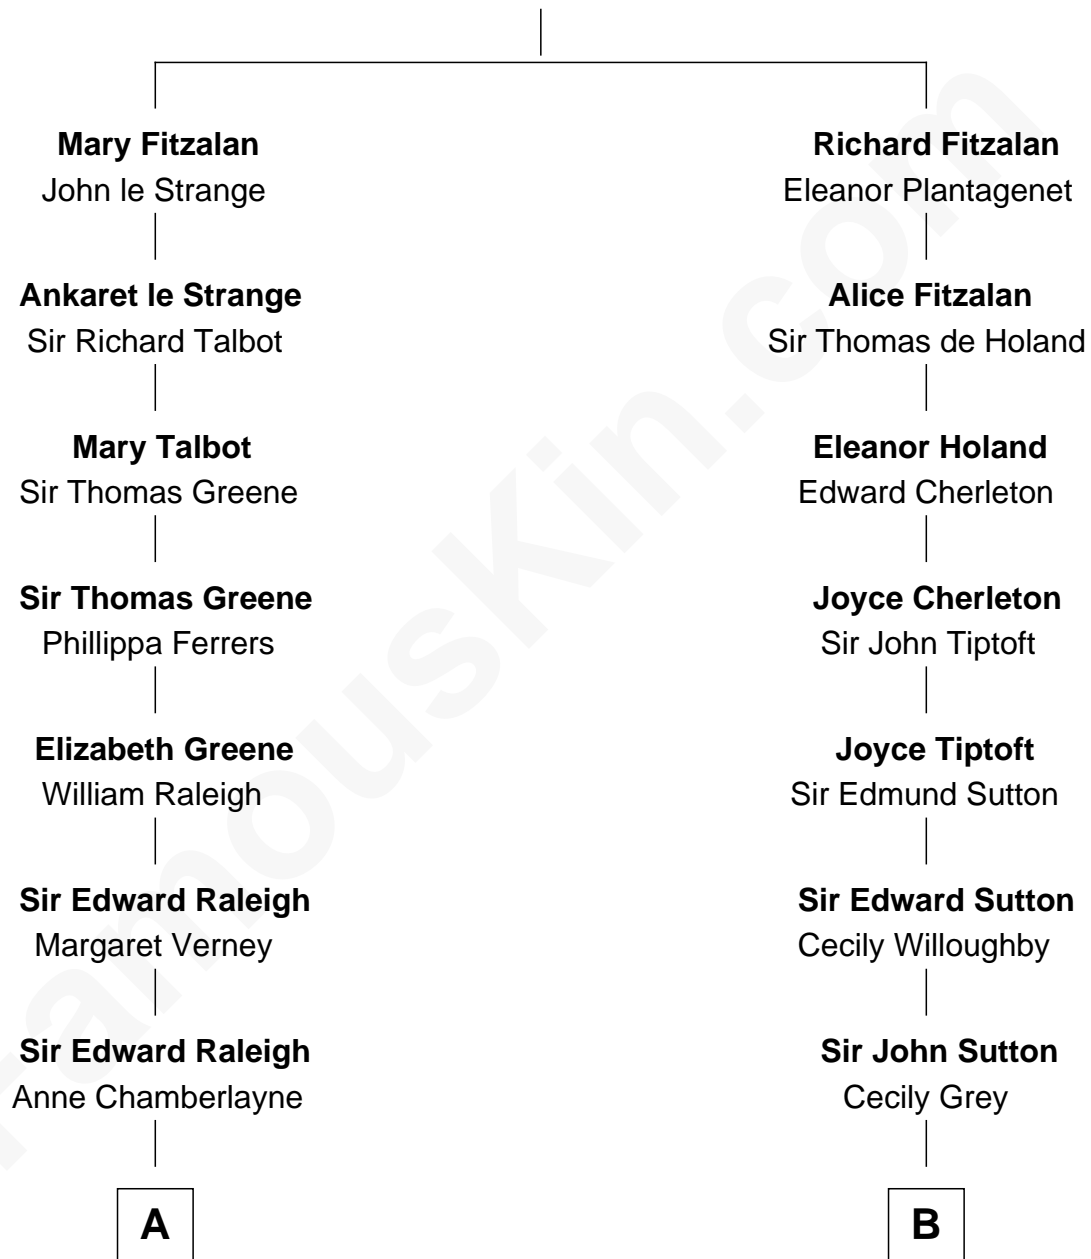 Mary Fitzalan
John le Strange
Richard Fitzalan
Eleanor Plantagenet
Ankaret le Strange
Sir Richard Talbot
Alice Fitzalan
Sir Thomas de Holand
Mary Talbot
Sir Thomas Greene
Eleanor Holand
Edward Cherleton
Sir Thomas Greene
Phillippa Ferrers
Joyce Cherleton
Sir John Tiptoft
Elizabeth Greene
William Raleigh
Joyce Tiptoft
Sir Edmund Sutton
Sir Edward Raleigh
Margaret Verney
Sir Edward Sutton
Cecily Willoughby
Sir Edward Raleigh
Anne Chamberlayne
Sir John Sutton
Cecily Grey
A
B
FamousKin.com